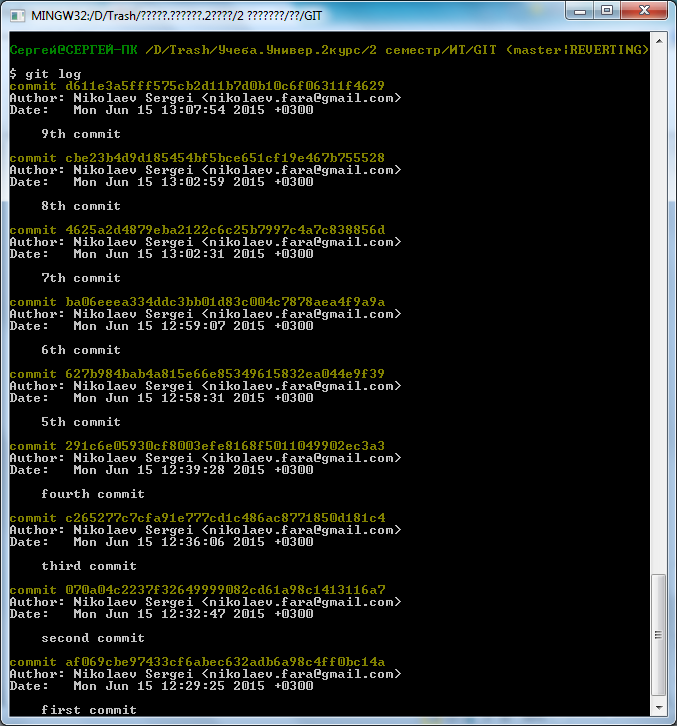 MINGW32:/D/Trash/?????.??????.2????/2 ???????/??/GIT
Сергей@СЕРГЕЙ-ПК /D/Trash/Учеба.Универ.2курс/2 семестр/ИТ/GIT (master|REVERTING)
$ git log
commit d611e3a5fff575cb2d11b7d0b10c6f06311f4629
Author: Nikolaev Sergei <nikolaev.fara@gmail.com>
Date:   Mon Jun 15 13:07:54 2015 +0300
9th commit
commit cbe23b4d9d185454bf5bce651cf19e467b755528
Author: Nikolaev Sergei <nikolaev.fara@gmail.com>
Date:   Mon Jun 15 13:02:59 2015 +0300
8th commit
commit 4625a2d4879eba2122c6c25b7997c4a7c838856d
Author: Nikolaev Sergei <nikolaev.fara@gmail.com>
Date:   Mon Jun 15 13:02:31 2015 +0300
7th commit
commit ba06eeea334ddc3bb01d83c004c7878aea4f9a9a
Author: Nikolaev Sergei <nikolaev.fara@gmail.com>
Date:   Mon Jun 15 12:59:07 2015 +0300
6th commit
commit 627b984bab4a815e66e85349615832ea044e9f39
Author: Nikolaev Sergei <nikolaev.fara@gmail.com>
Date:   Mon Jun 15 12:58:31 2015 +0300
5th commit
commit 291c6e05930cf8003efe8168f5011049902ec3a3
Author: Nikolaev Sergei <nikolaev.fara@gmail.com>
Date:   Mon Jun 15 12:39:28 2015 +0300
fourth commit
commit c265277c7cfa91e777cd1c486ac8771850d181c4
Author: Nikolaev Sergei <nikolaev.fara@gmail.com>
Date:   Mon Jun 15 12:36:06 2015 +0300
third commit
commit 070a04c2237f32649999082cd61a98c1413116a7
Author: Nikolaev Sergei <nikolaev.fara@gmail.com>
Date:   Mon Jun 15 12:32:47 2015 +0300
second commit
commit af069cbe97433cf6abec632adb6a98c4ff0bc14a
Author: Nikolaev Sergei <nikolaev.fara@gmail.com>
Date:   Mon Jun 15 12:29:25 2015 +0300
first commit